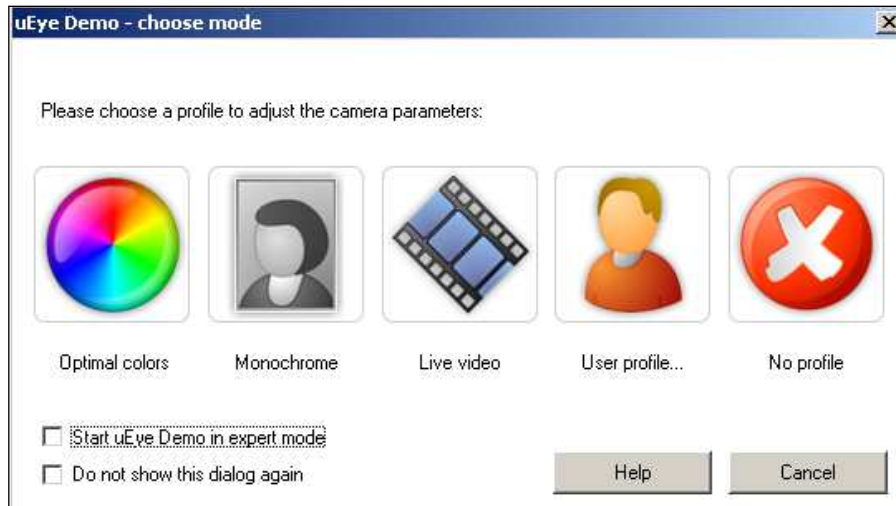 uEye Demo - choose mode
Please choose a profile to adjust the camera parameters:
Optimal colors Monochrome Live video User profile... No profile
Start uEye Demo in expert mode
Do not show this dialog again
Help Cancel